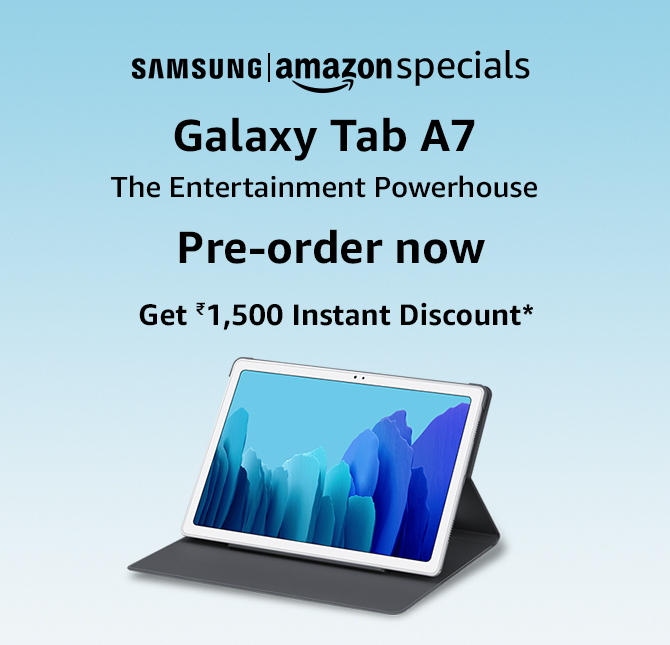 SAMSUNG|amazonspecials
Galaxy Tab A7
The Entertainment Powerhouse
Pre-order now
Get ₹1,500 Instant Discount*